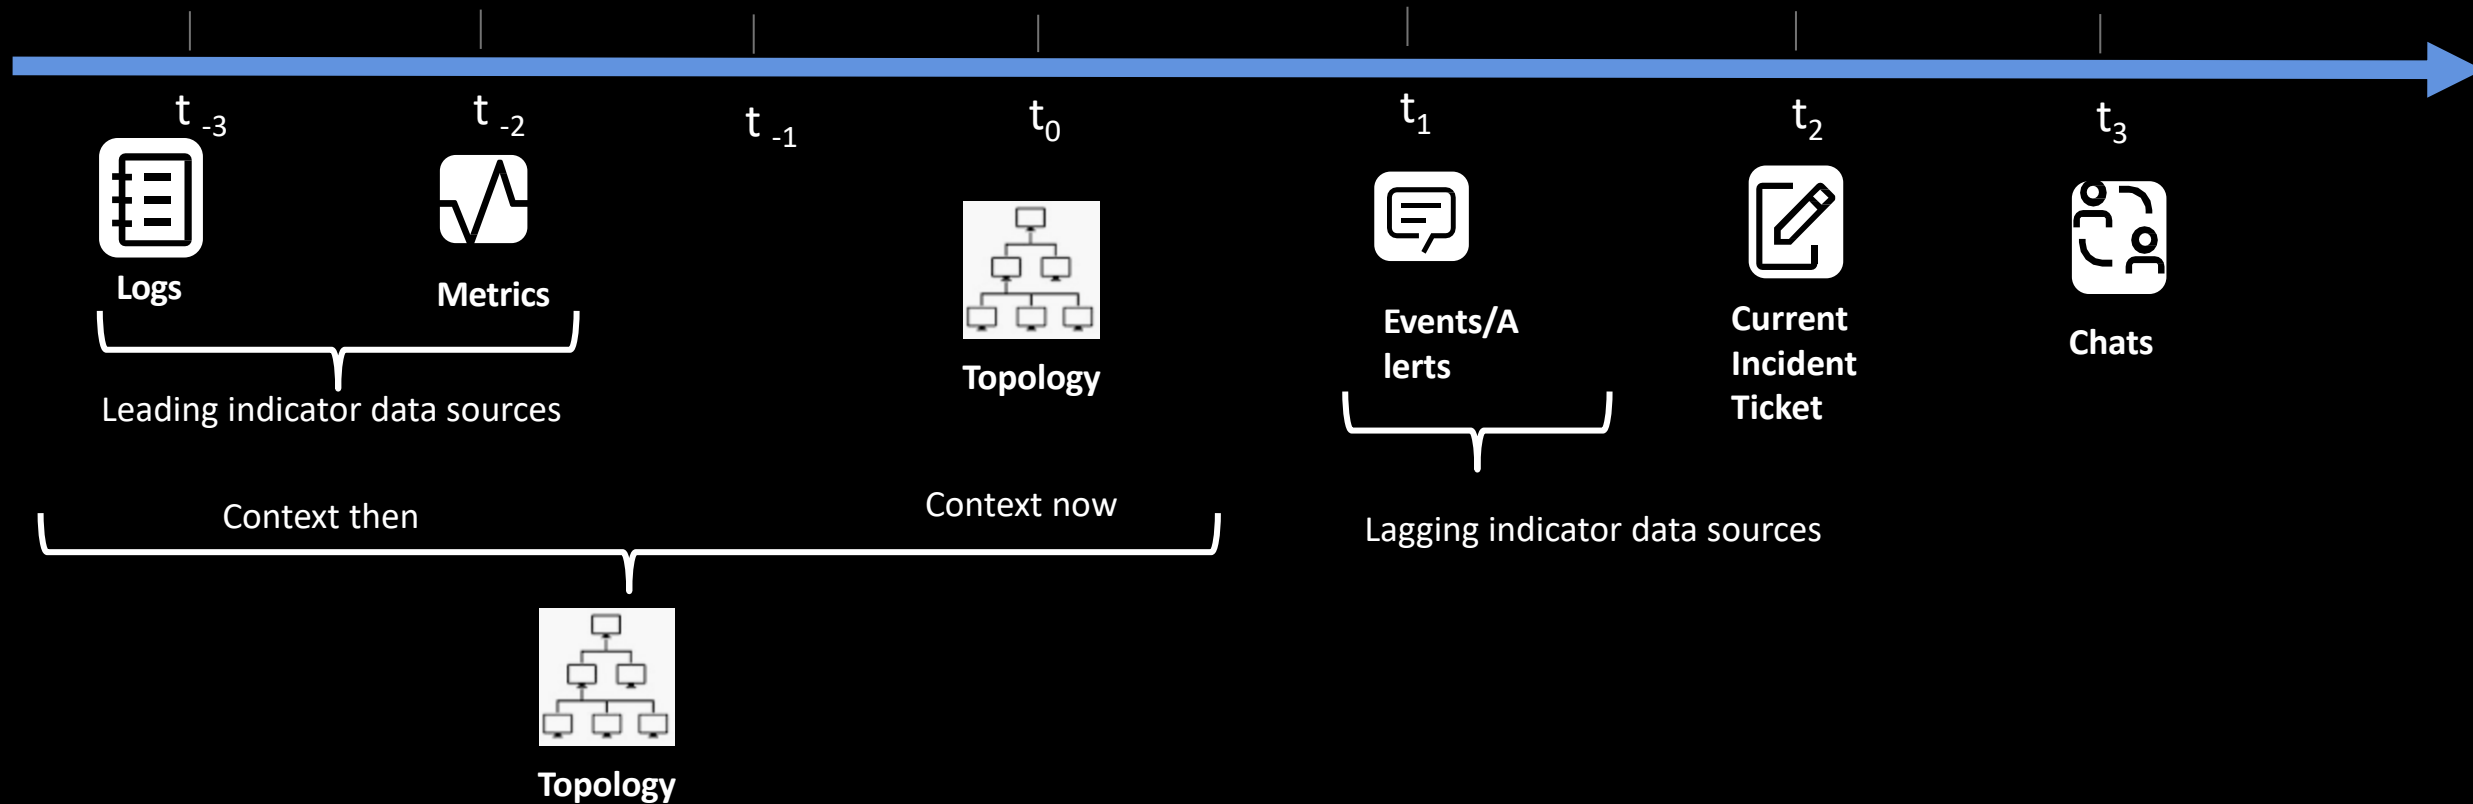 t -3
t -2
t -1
t0
t1
t2
t3
Logs
Metrics
Topology
Events/A
lerts
Current
Incident
Ticket
Chats
Leading indicator data sources
Context then
Context now
Lagging indicator data sources
Topology